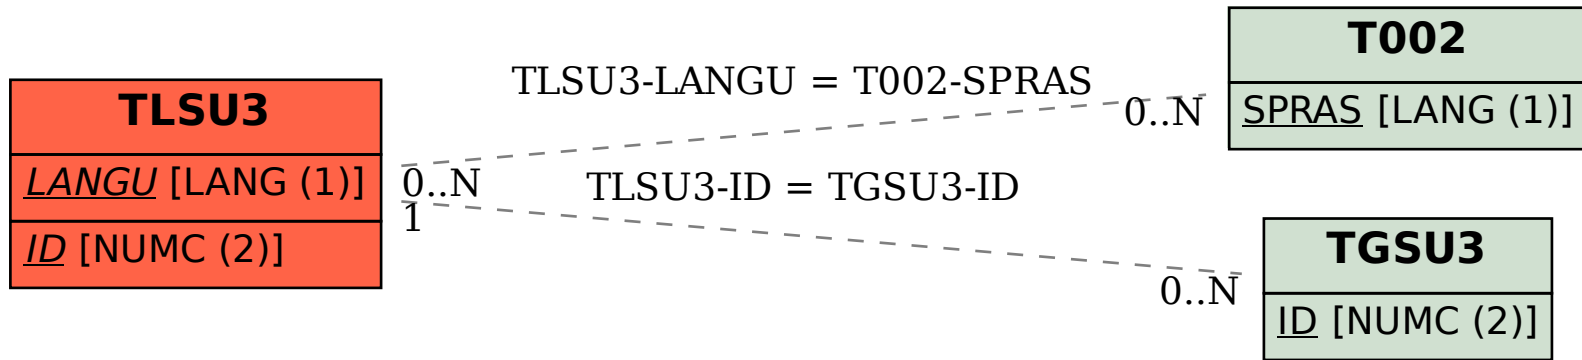 TLSU3
LANGU [LANG (1)]
ID [NUMC (2)]
TLSU3-LANGU = T002-SPRAS
0..N
0..N
TLSU3-ID = TGSU3-ID
1
0..N
T002
SPRAS [LANG (1)]
TGSU3
ID [NUMC (2)]